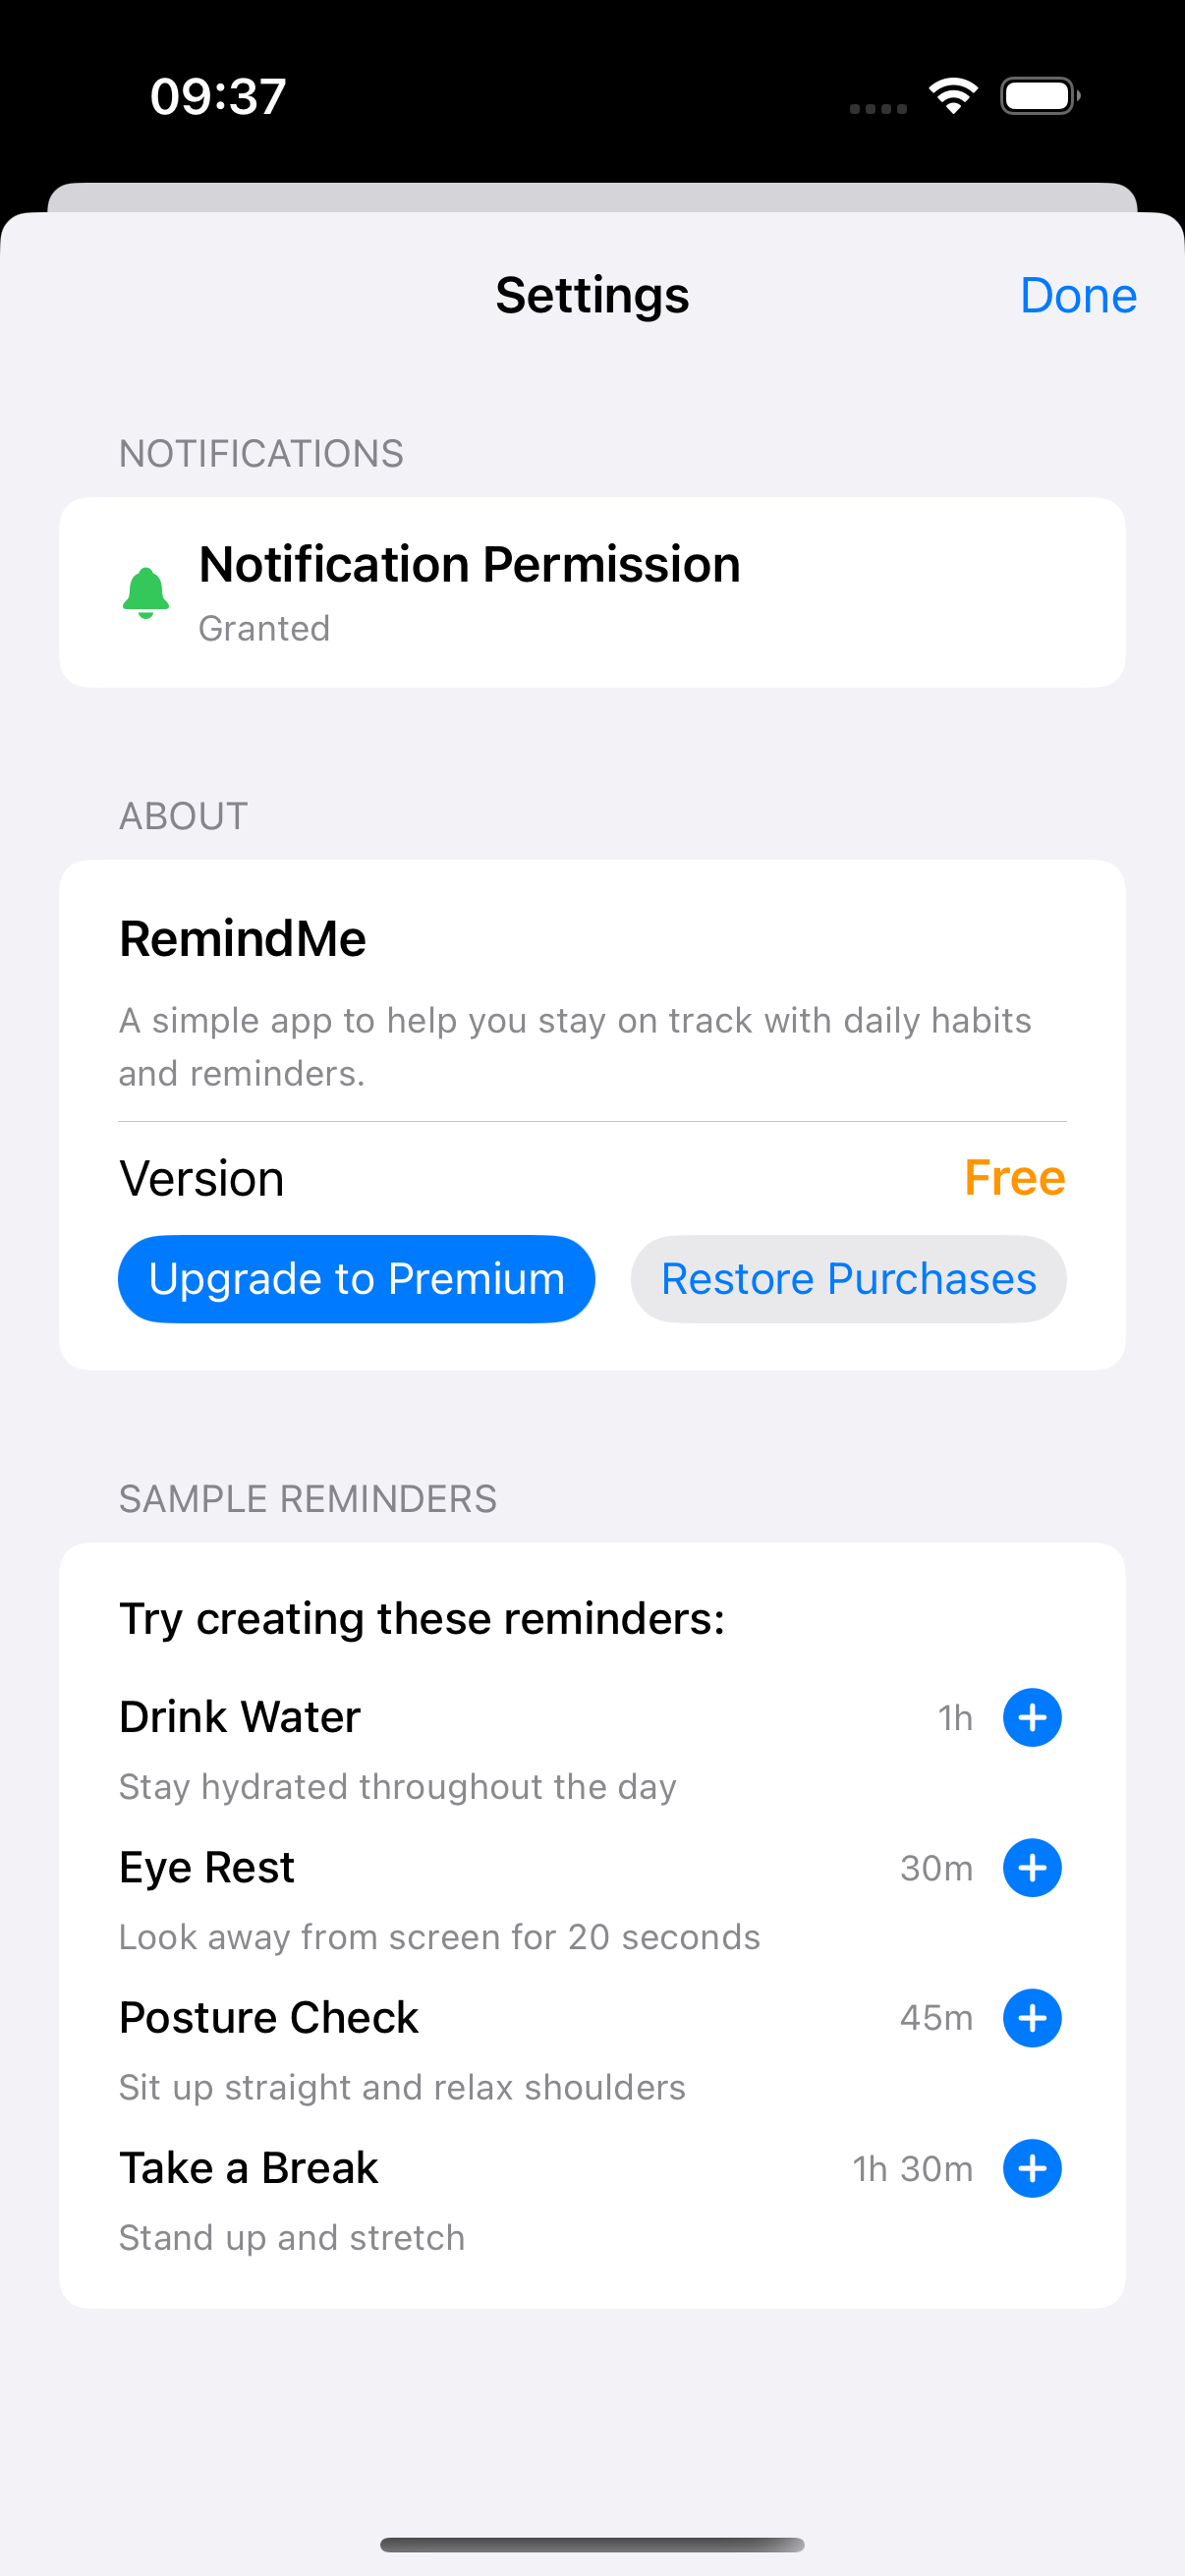 09:37
Settings
Done
NOTIFICATIONS
Notification Permission
Granted
ABOUT
RemindMe
A simple app to help you stay on track with daily habits
and reminders.
Version
Free
Upgrade to Premium
Restore Purchases
SAMPLE REMINDERS
Try creating these reminders:
Drink Water
1h
Stay hydrated throughout the day
Eye Rest
30m
Look away from screen for 20 seconds
Posture Check
45m
Sit up straight and relax shoulders
Take a Break
1h 30m
Stand up and stretch